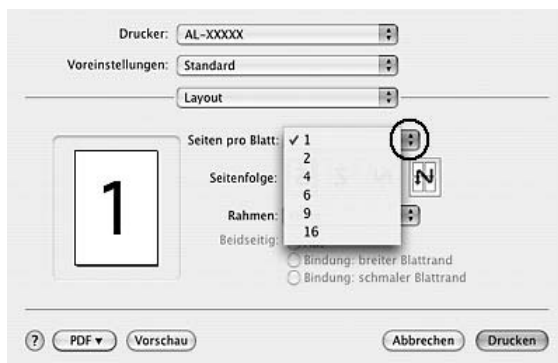 Drucker: AL-XXXXX
Voreinstellungen: Standard
Layout
Seiten pro Blatt: ✓ 1
2
Seitenfolge: 4
6
Rahmen: 9
16
Beidseitig:
Bindung: breiter Blattrand
Bindung: schmaler Blattrand
1
? PDF ▾ Vorschau Abbrechen Drucken